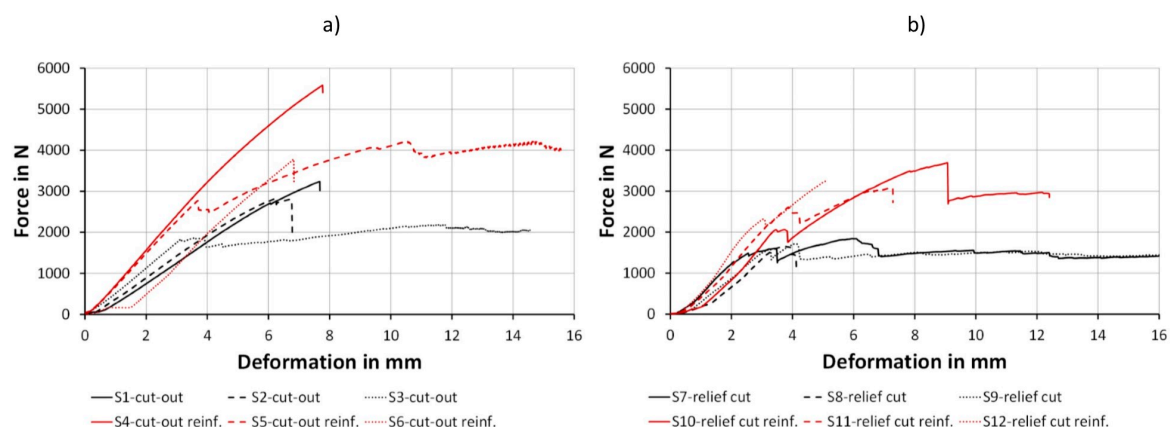 a)
6000
5000
4000
3000
2000
1000
0
Force in N
0 2 4 6 8 10 12 14 16
Deformation in mm
S1-cut-out S2-cut-out S3-cut-out
S4-cut-out reinf. S5-cut-out reinf. S6-cut-out reinf.
b)
6000
5000
4000
3000
2000
1000
0
Force in N
0 2 4 6 8 10 12 14 16
Deformation in mm
S7-relief cut S8-relief cut S9-relief cut
S10-relief cut reinf. S11-relief cut reinf. S12-relief cut reinf.